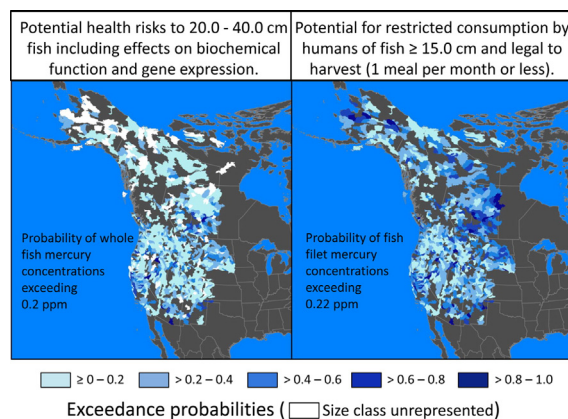 Potential health risks to 20.0 - 40.0 cm
fish including effects on biochemical
function and gene expression.
Potential for restricted consumption by
humans of fish ≥ 15.0 cm and legal to
harvest (1 meal per month or less).
Probability of whole
fish mercury
concentrations
exceeding
0.2 ppm
Probability of fish
filet mercury
concentrations
exceeding
0.22 ppm
≥ 0 – 0.2
> 0.2 – 0.4
> 0.4 – 0.6
> 0.6 – 0.8
> 0.8 – 1.0
Exceedance probabilities ( Size class unrepresented)